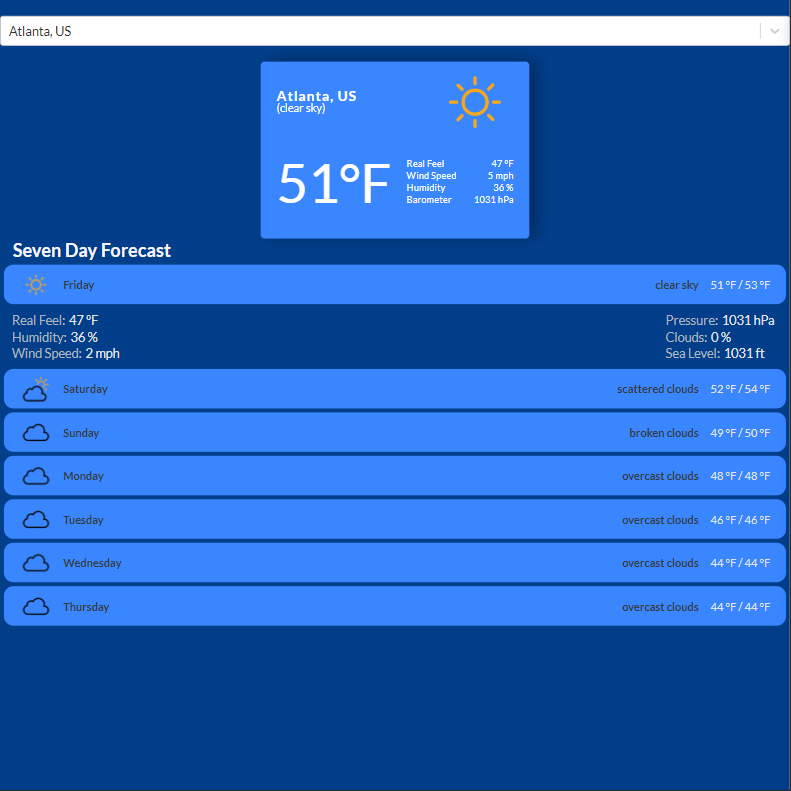 Atlanta, US
Atlanta, US
(clear sky)
51°F
Real Feel 47 °F
Wind Speed 5 mph
Humidity 36 %
Barometer 1031 hPa
Seven Day Forecast
Friday clear sky 51 °F / 53 °F
Real Feel: 47 °F Pressure: 1031 hPa
Humidity: 36 % Clouds: 0 %
Wind Speed: 2 mph Sea Level: 1031 ft
Saturday scattered clouds 52 °F / 54 °F
Sunday broken clouds 49 °F / 50 °F
Monday overcast clouds 48 °F / 48 °F
Tuesday overcast clouds 46 °F / 46 °F
Wednesday overcast clouds 44 °F / 44 °F
Thursday overcast clouds 44 °F / 44 °F